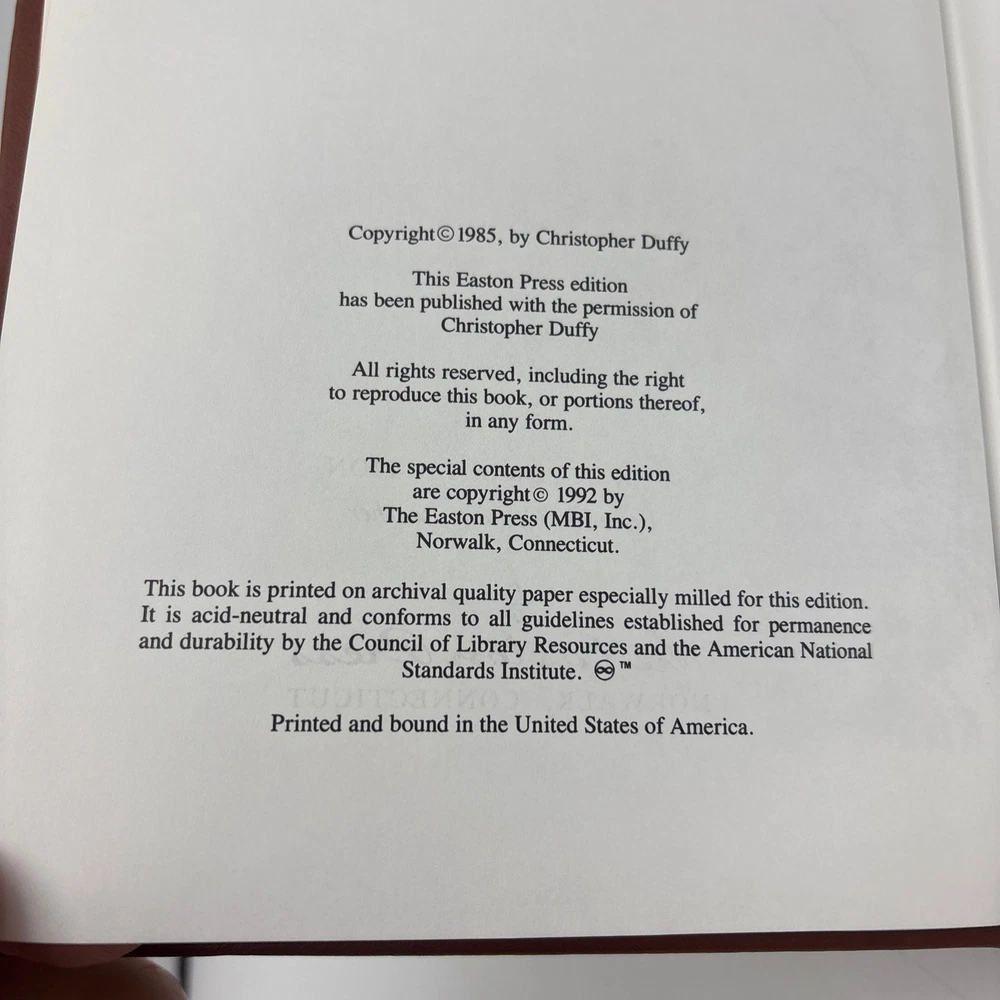 Copyright © 1985, by Christopher Duffy
This Easton Press edition
has been published with the permission of
Christopher Duffy
All rights reserved, including the right
to reproduce this book, or portions thereof,
in any form.
The special contents of this edition
are copyright © 1992 by
The Easton Press (MBI, Inc.),
Norwalk, Connecticut.
This book is printed on archival quality paper especially milled for this edition.
It is acid-neutral and conforms to all guidelines established for permanence
and durability by the Council of Library Resources and the American National
Standards Institute. ♾™
Printed and bound in the United States of America.